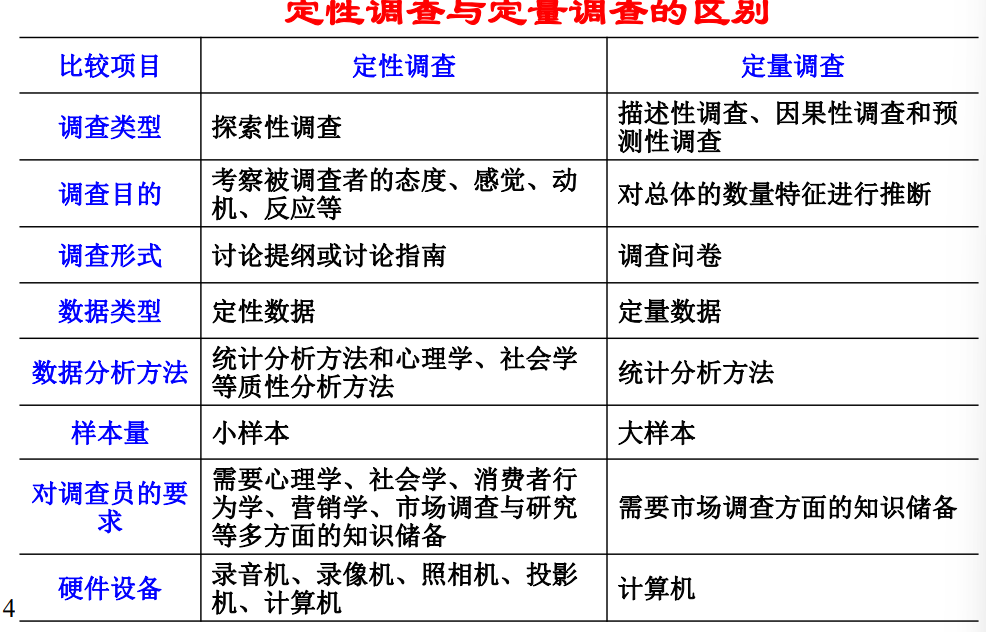 定性调查与定量调查的区别
比较项目 定性调查 定量调查
调查类型 探索性调查 描述性调查、因果性调查和预
测性调查
调查目的 考察被调查者的态度、感觉、动
机、反应等 对总体的数量特征进行推断
调查形式 讨论提纲或讨论指南 调查问卷
数据类型 定性数据 定量数据
数据分析方法 统计分析方法和心理学、社会学
等质性分析方法 统计分析方法
样本量 小样本 大样本
对调查员的要
求 需要心理学、社会学、消费者行
为学、营销学、市场调查与研究
等多方面的知识储备 需要市场调查方面的知识储备
硬件设备 录音机、录像机、照相机、投影
机、计算机 计算机
4